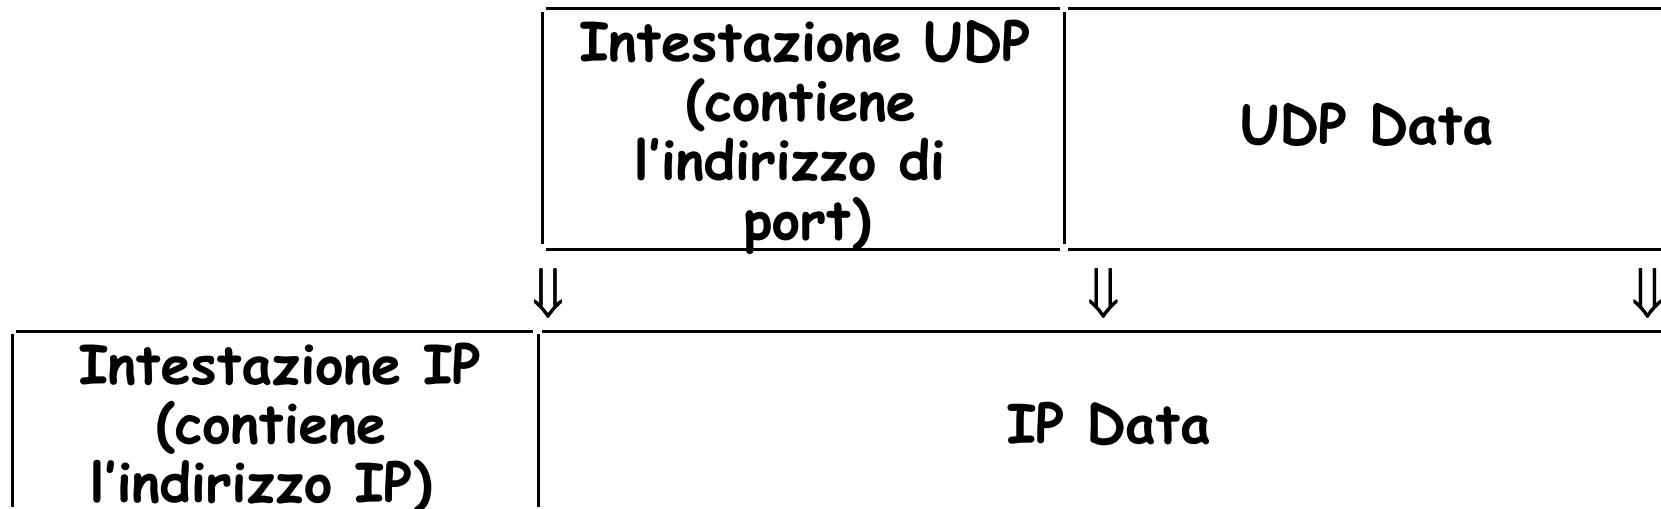 Intestazione UDP
(contiene
l'indirizzo di
port)
UDP Data
⇓ ⇓ ⇓
Intestazione IP
(contiene
l'indirizzo IP)
IP Data